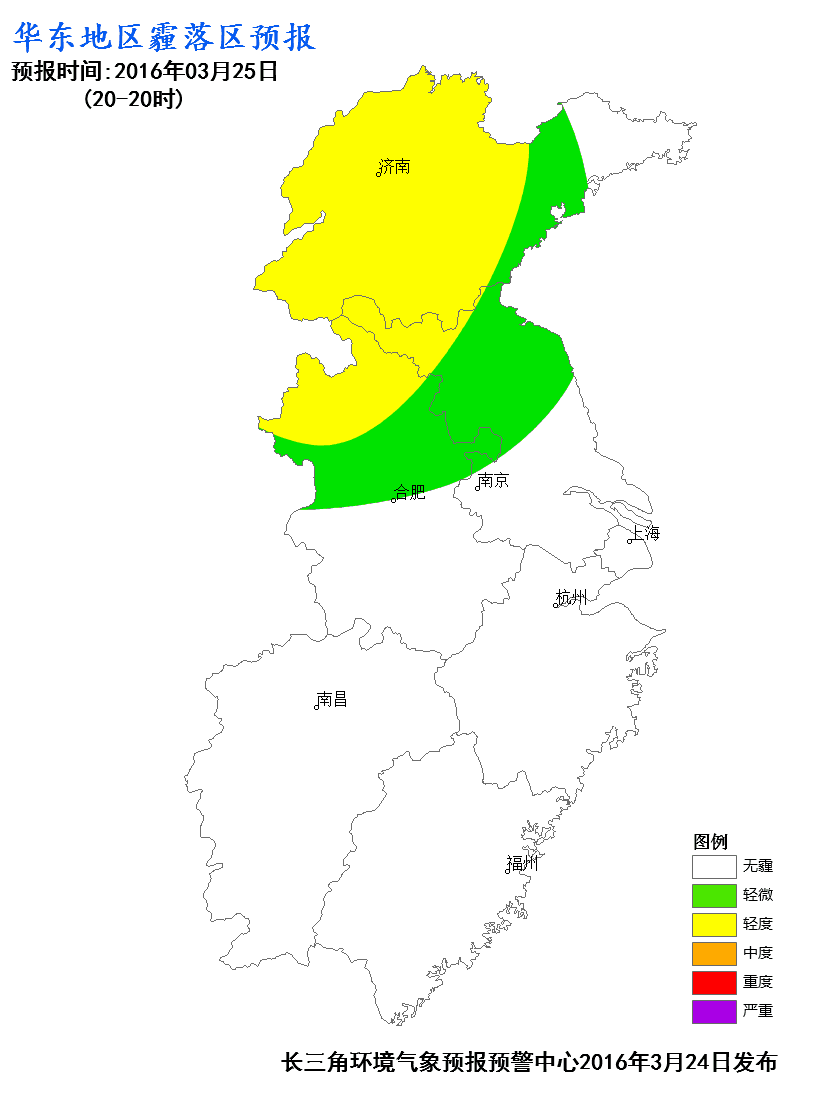 华东地区霾落区预报
预报时间:2016年03月25日
(20-20时)
济南
合肥
南京
上海
杭州
南昌
福州
图例
无霾
轻微
轻度
中度
重度
严重
长三角环境气象预报预警中心2016年3月24日发布